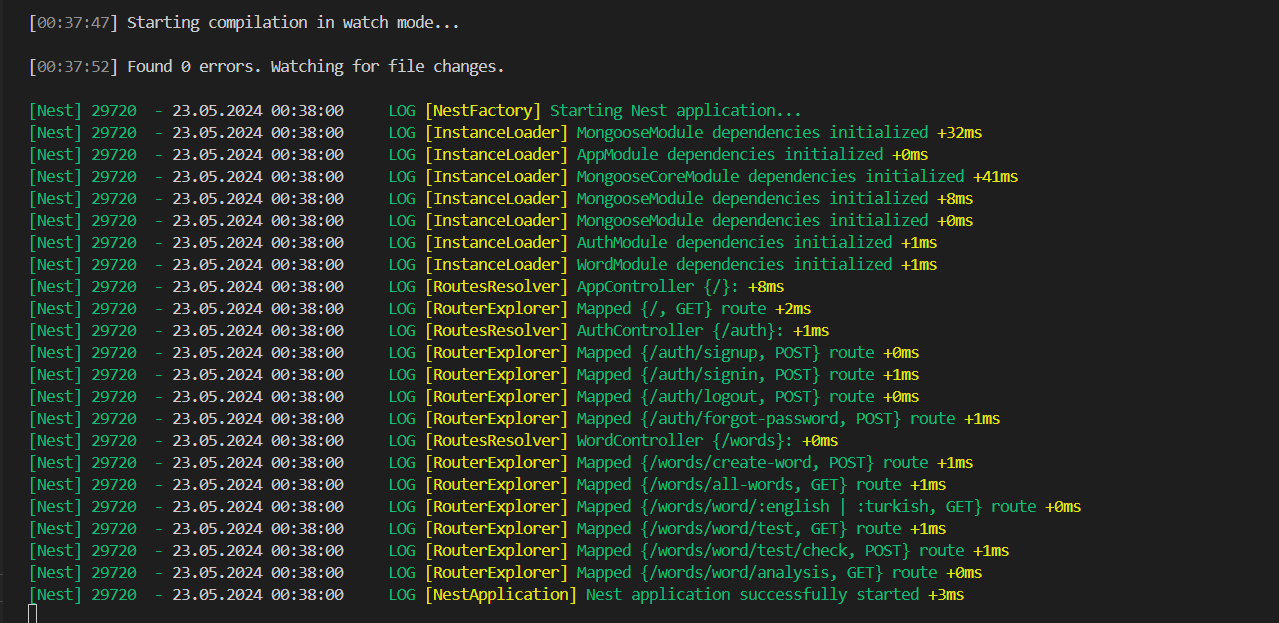 [00:37:47] Starting compilation in watch mode...
[00:37:52] Found 0 errors. Watching for file changes.
[Nest] 29720  - 23.05.2024 00:38:00     LOG [NestFactory] Starting Nest application...
[Nest] 29720  - 23.05.2024 00:38:00     LOG [InstanceLoader] MongooseModule dependencies initialized +32ms
[Nest] 29720  - 23.05.2024 00:38:00     LOG [InstanceLoader] AppModule dependencies initialized +0ms
[Nest] 29720  - 23.05.2024 00:38:00     LOG [InstanceLoader] MongooseCoreModule dependencies initialized +41ms
[Nest] 29720  - 23.05.2024 00:38:00     LOG [InstanceLoader] MongooseModule dependencies initialized +8ms
[Nest] 29720  - 23.05.2024 00:38:00     LOG [InstanceLoader] MongooseModule dependencies initialized +0ms
[Nest] 29720  - 23.05.2024 00:38:00     LOG [InstanceLoader] AuthModule dependencies initialized +1ms
[Nest] 29720  - 23.05.2024 00:38:00     LOG [InstanceLoader] WordModule dependencies initialized +1ms
[Nest] 29720  - 23.05.2024 00:38:00     LOG [RoutesResolver] AppController {/}: +8ms
[Nest] 29720  - 23.05.2024 00:38:00     LOG [RouterExplorer] Mapped {/, GET} route +2ms
[Nest] 29720  - 23.05.2024 00:38:00     LOG [RoutesResolver] AuthController {/auth}: +1ms
[Nest] 29720  - 23.05.2024 00:38:00     LOG [RouterExplorer] Mapped {/auth/signup, POST} route +0ms
[Nest] 29720  - 23.05.2024 00:38:00     LOG [RouterExplorer] Mapped {/auth/signin, POST} route +1ms
[Nest] 29720  - 23.05.2024 00:38:00     LOG [RouterExplorer] Mapped {/auth/logout, POST} route +0ms
[Nest] 29720  - 23.05.2024 00:38:00     LOG [RouterExplorer] Mapped {/auth/forgot-password, POST} route +1ms
[Nest] 29720  - 23.05.2024 00:38:00     LOG [RoutesResolver] WordController {/words}: +0ms
[Nest] 29720  - 23.05.2024 00:38:00     LOG [RouterExplorer] Mapped {/words/create-word, POST} route +1ms
[Nest] 29720  - 23.05.2024 00:38:00     LOG [RouterExplorer] Mapped {/words/all-words, GET} route +1ms
[Nest] 29720  - 23.05.2024 00:38:00     LOG [RouterExplorer] Mapped {/words/word/:english | :turkish, GET} route +0ms
[Nest] 29720  - 23.05.2024 00:38:00     LOG [RouterExplorer] Mapped {/words/word/test, GET} route +1ms
[Nest] 29720  - 23.05.2024 00:38:00     LOG [RouterExplorer] Mapped {/words/word/test/check, POST} route +1ms
[Nest] 29720  - 23.05.2024 00:38:00     LOG [RouterExplorer] Mapped {/words/word/analysis, GET} route +0ms
[Nest] 29720  - 23.05.2024 00:38:00     LOG [NestApplication] Nest application successfully started +3ms